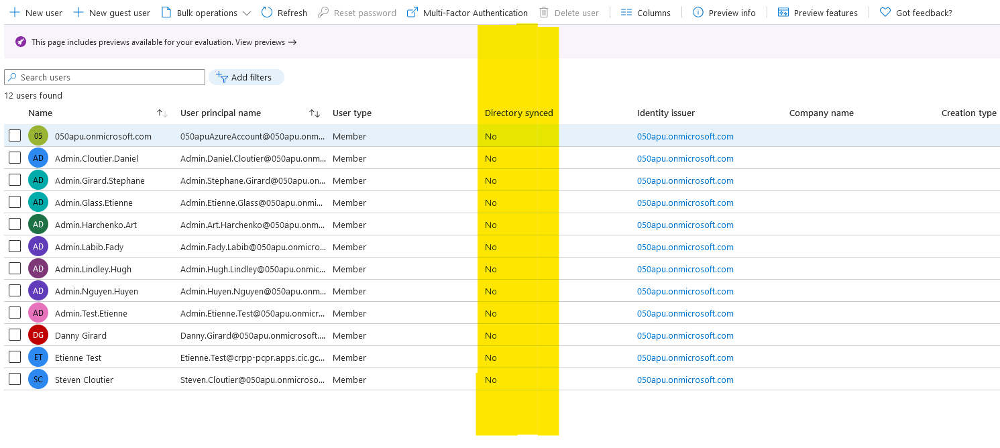 New user New guest user Bulk operations Refresh Reset password Multi-Factor Authentication Delete user Columns Preview info Preview features Got feedback?
This page includes previews available for your evaluation. View previews →
Search users Add filters
12 users found
Name User principal name User type Directory synced Identity issuer Company name Creation type
05 050apu.onmicrosoft.com 050apuAzureAccount@050apu.onm... Member No 050apu.onmicrosoft.com
AD Admin.Cloutier.Daniel Admin.Daniel.Cloutier@050apu.onm... Member No 050apu.onmicrosoft.com
AD Admin.Girard.Stephane Admin.Stephane.Girard@050apu.on... Member No 050apu.onmicrosoft.com
AD Admin.Glass.Etienne Admin.Etienne.Glass@050apu.onmi... Member No 050apu.onmicrosoft.com
AD Admin.Harchenko.Art Admin.Art.Harchenko@050apu.onm... Member No 050apu.onmicrosoft.com
AD Admin.Labib.Fady Admin.Fady.Labib@050apu.onmicro... Member No 050apu.onmicrosoft.com
AD Admin.Lindley.Hugh Admin.Hugh.Lindley@050apu.onmic... Member No 050apu.onmicrosoft.com
AD Admin.Nguyen.Huyen Admin.Huyen.Nguyen@050apu.onm... Member No 050apu.onmicrosoft.com
AD Admin.Test.Etienne Admin.Etienne.Test@050apu.onmicr... Member No 050apu.onmicrosoft.com
DG Danny Girard Danny.Girard@050apu.onmicrosoft.... Member No 050apu.onmicrosoft.com
ET Etienne Test Etienne.Test@crpp-pcpr.apps.cic.gc... Member No 050apu.onmicrosoft.com
SC Steven Cloutier Steven.Cloutier@050apu.onmicroso... Member No 050apu.onmicrosoft.com